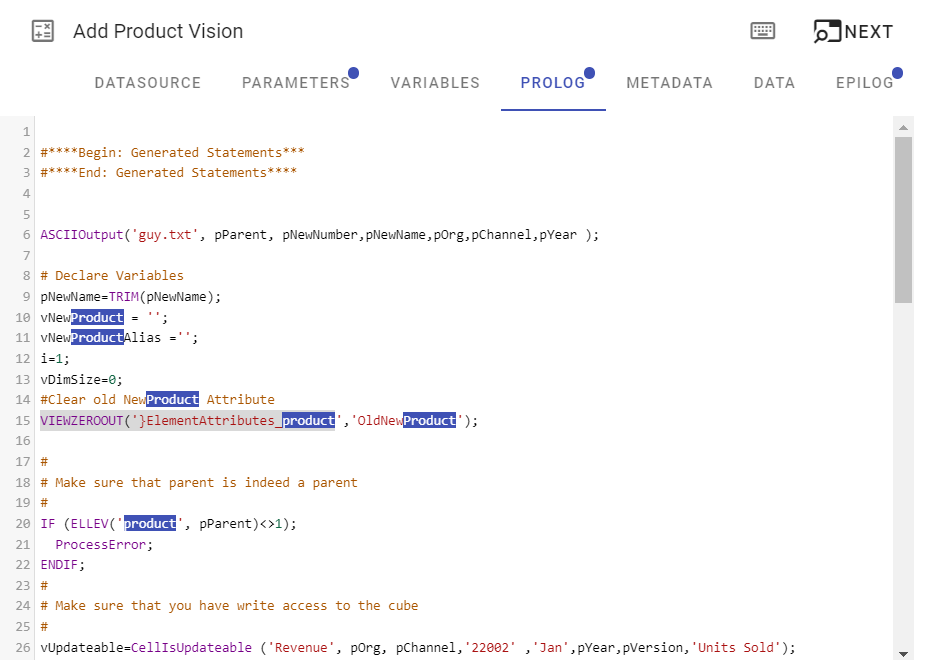 Add Product Vision
NEXT
DATASOURCE PARAMETERS VARIABLES PROLOG METADATA DATA EPILOG
1
2 #****Begin: Generated Statements***
3 #****End: Generated Statements****
4
5
6 ASCIIOutput('guy.txt', pParent, pNewNumber,pNewName,pOrg,pChannel,pYear );
7
8 # Declare Variables
9 pNewName=TRIM(pNewName);
10 vNewProduct = '';
11 vNewProductAlias ='';
12 i=1;
13 vDimSize=0;
14 #Clear old NewProduct Attribute
15 VIEWZEROOUT('}ElementAttributes_product','OldNewProduct');
16
17 #
18 # Make sure that parent is indeed a parent
19 #
20 IF (ELLEV('product', pParent)<>1);
21 ProcessError;
22 ENDIF;
23 #
24 # Make sure that you have write access to the cube
25 #
26 vUpdateable=CellIsUpdateable ('Revenue', pOrg, pChannel,'22002' ,'Jan',pYear,pVersion,'Units Sold');